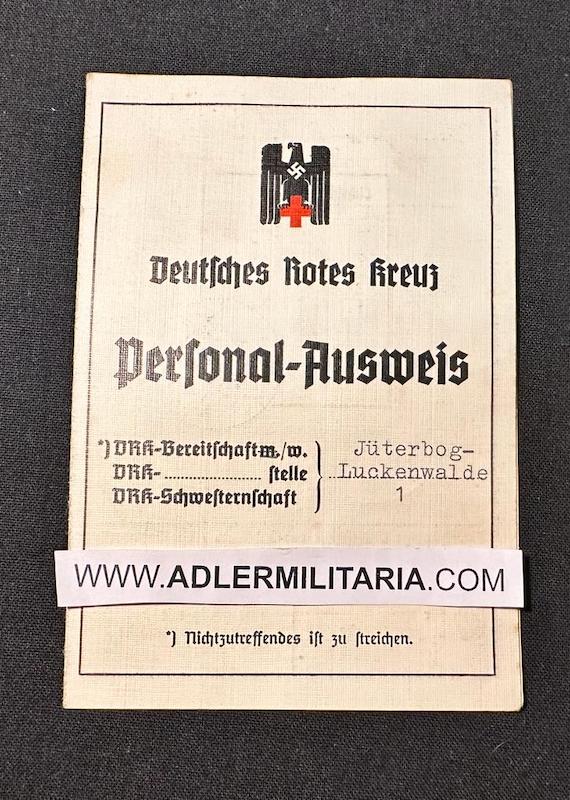 Deutsches Rotes Kreuz
Personal-Ausweis
*) DRK-Bereitschaft m./w.
DRK- ........................ stelle
DRK-Schwesternschaft
Jüterbog-
Luckenwalde
1
WWW.ADLERMILITARIA.COM
*) Nichtzutreffendes ist zu streichen.